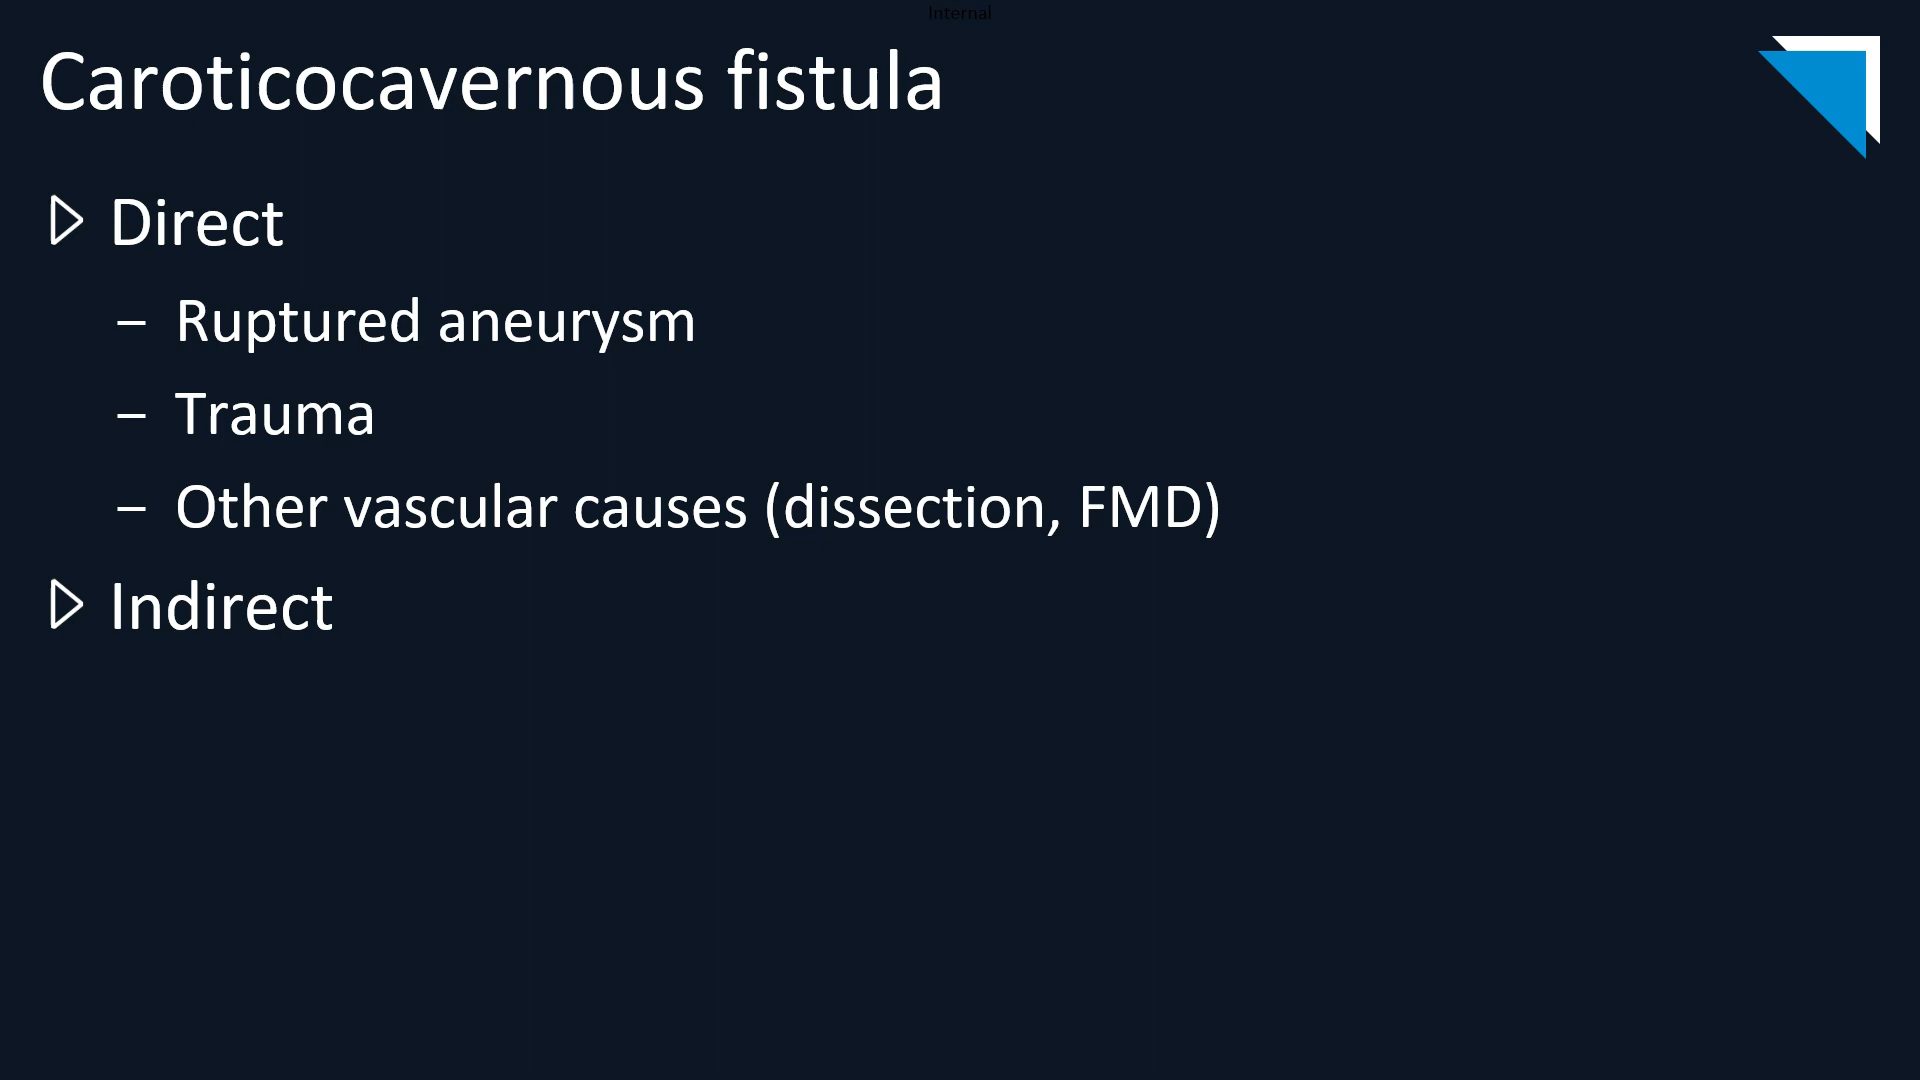 Internal
Caroticocavernous fistula
Direct
– Ruptured aneurysm
– Trauma
– Other vascular causes (dissection, FMD)
Indirect